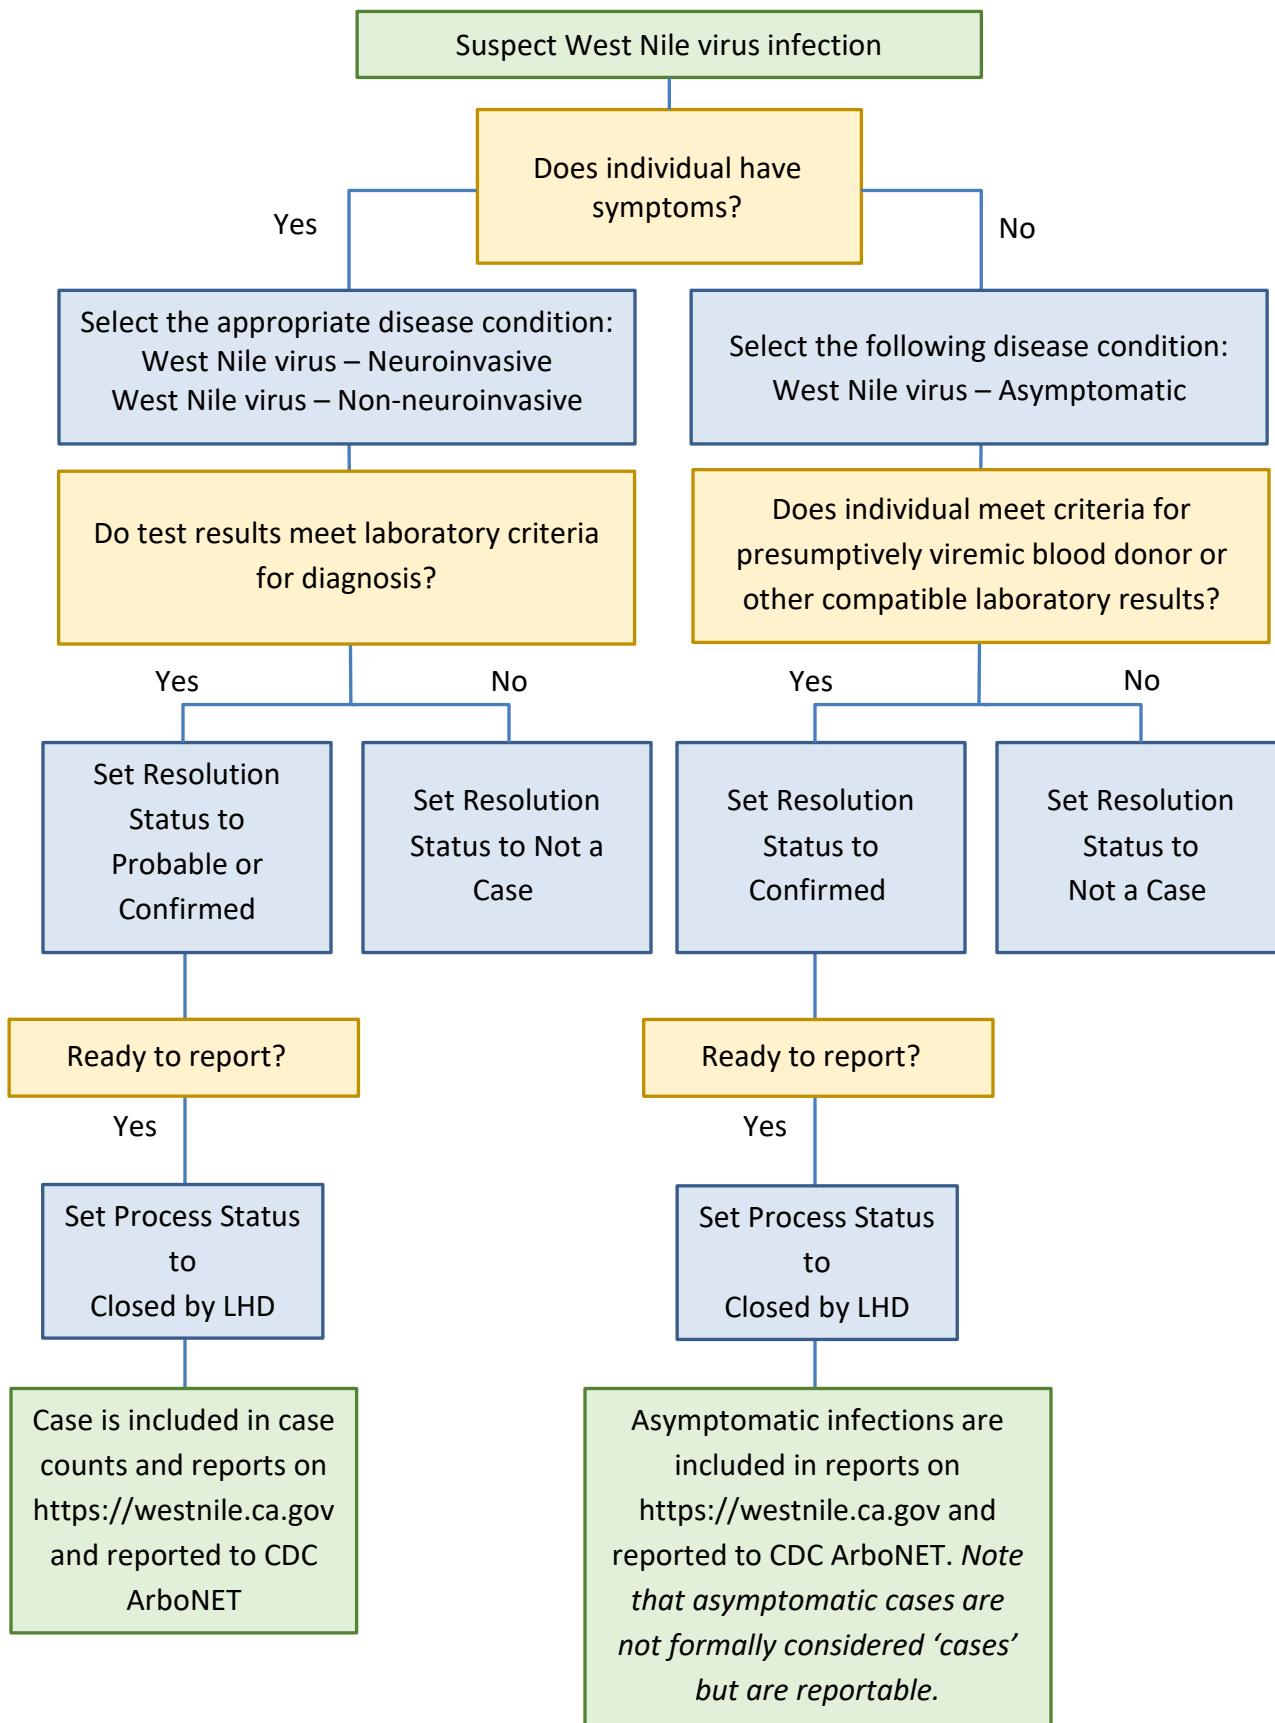 Suspect West Nile virus infection
Does individual have
symptoms?
Yes
No
Select the appropriate disease condition:
West Nile virus – Neuroinvasive
West Nile virus – Non-neuroinvasive
Select the following disease condition:
West Nile virus – Asymptomatic
Do test results meet laboratory criteria
for diagnosis?
Does individual meet criteria for
presumptively viremic blood donor or
other compatible laboratory results?
Yes
No
Yes
No
Set Resolution
Status to
Probable or
Confirmed
Set Resolution
Status to Not a
Case
Set Resolution
Status to
Confirmed
Set Resolution
Status to
Not a Case
Ready to report?
Ready to report?
Yes
Yes
Set Process Status
to
Closed by LHD
Set Process Status
to
Closed by LHD
Case is included in case
counts and reports on
https://westnile.ca.gov
and reported to CDC
ArboNET
Asymptomatic infections are
included in reports on
https://westnile.ca.gov and
reported to CDC ArboNET. Note
that asymptomatic cases are
not formally considered ‘cases’
but are reportable.